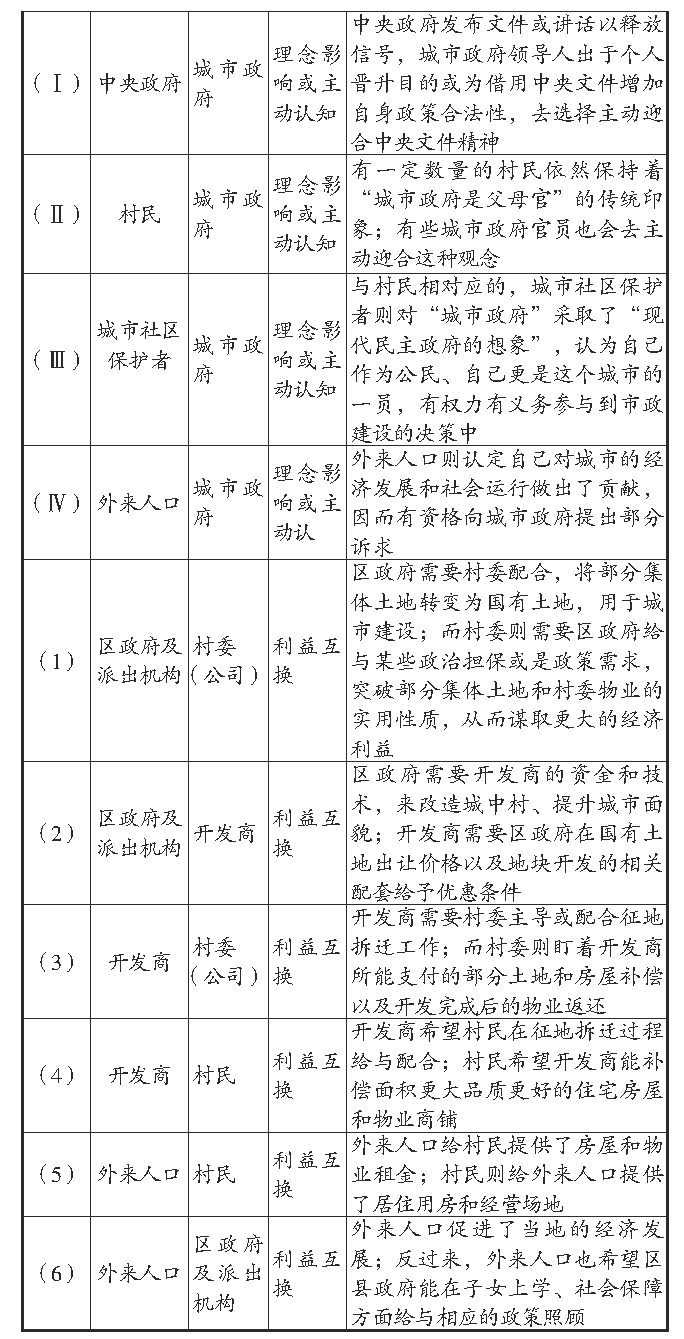 （Ⅰ）
中央政府
城市政
府
理念影
响或主
动认知
中央政府发布文件或讲话以释放
信号，城市政府领导人出于个人
晋升目的或为借用中央文件增加
自身政策合法性，去选择主动迎
合中央文件精神
（Ⅱ）
村民
城市政
府
理念影
响或主
动认知
有一定数量的村民依然保持着
“城市政府是父母官”的传统印
象；有些城市政府官员也会去主
动迎合这种观念
（Ⅲ）
城市社区
保护者
城市政
府
理念影
响或主
动认知
与村民相对应的，城市社区保护
者则对“城市政府”采取了“现
代民主政府的想象”，认为自己
作为公民、自己更是这个城市的
一员，有权力有义务参与到市政
建设的决策中
（Ⅳ）
外来人口
城市政
府
理念影
响或主
动认
外来人口则认定自己对城市的经
济发展和社会运行做出了贡献，
因而有资格向城市政府提出部分
诉求
（1）
区政府及
派出机构
村委
（公司）
利益互
换
区政府需要村委配合，将部分集
体土地转变为国有土地，用于城
市建设；而村委则需要区政府给
与某些政治担保或是政策需求，
突破部分集体土地和村委物业的
实用性质，从而谋取更大的经济
利益
（2）
区政府及
派出机构
开发商
利益互
换
区政府需要开发商的资金和技
术，来改造城中村、提升城市面
貌；开发商需要区政府在国有土
地出让价格以及地块开发的相关
配套给予优惠条件
（3）
开发商
村委
（公司）
利益互
换
开发商需要村委主导或配合征地
拆迁工作；而村委则盯着开发商
所能支付的部分土地和房屋补偿
以及开发完成后的物业返还
（4）
开发商
村民
利益互
换
开发商希望村民在征地拆迁过程
给与配合；村民希望开发商能补
偿面积更大品质更好的住宅房屋
和物业商铺
（5）
外来人口
村民
利益互
换
外来人口给村民提供了房屋和物
业租金；村民则给外来人口提供
了居住用房和经营场地
（6）
外来人口
区政府
及派出
机构
利益互
换
外来人口促进了当地的经济发
展；反过来，外来人口也希望区
县政府能在子女上学、社会保障
方面给与相应的政策照顾